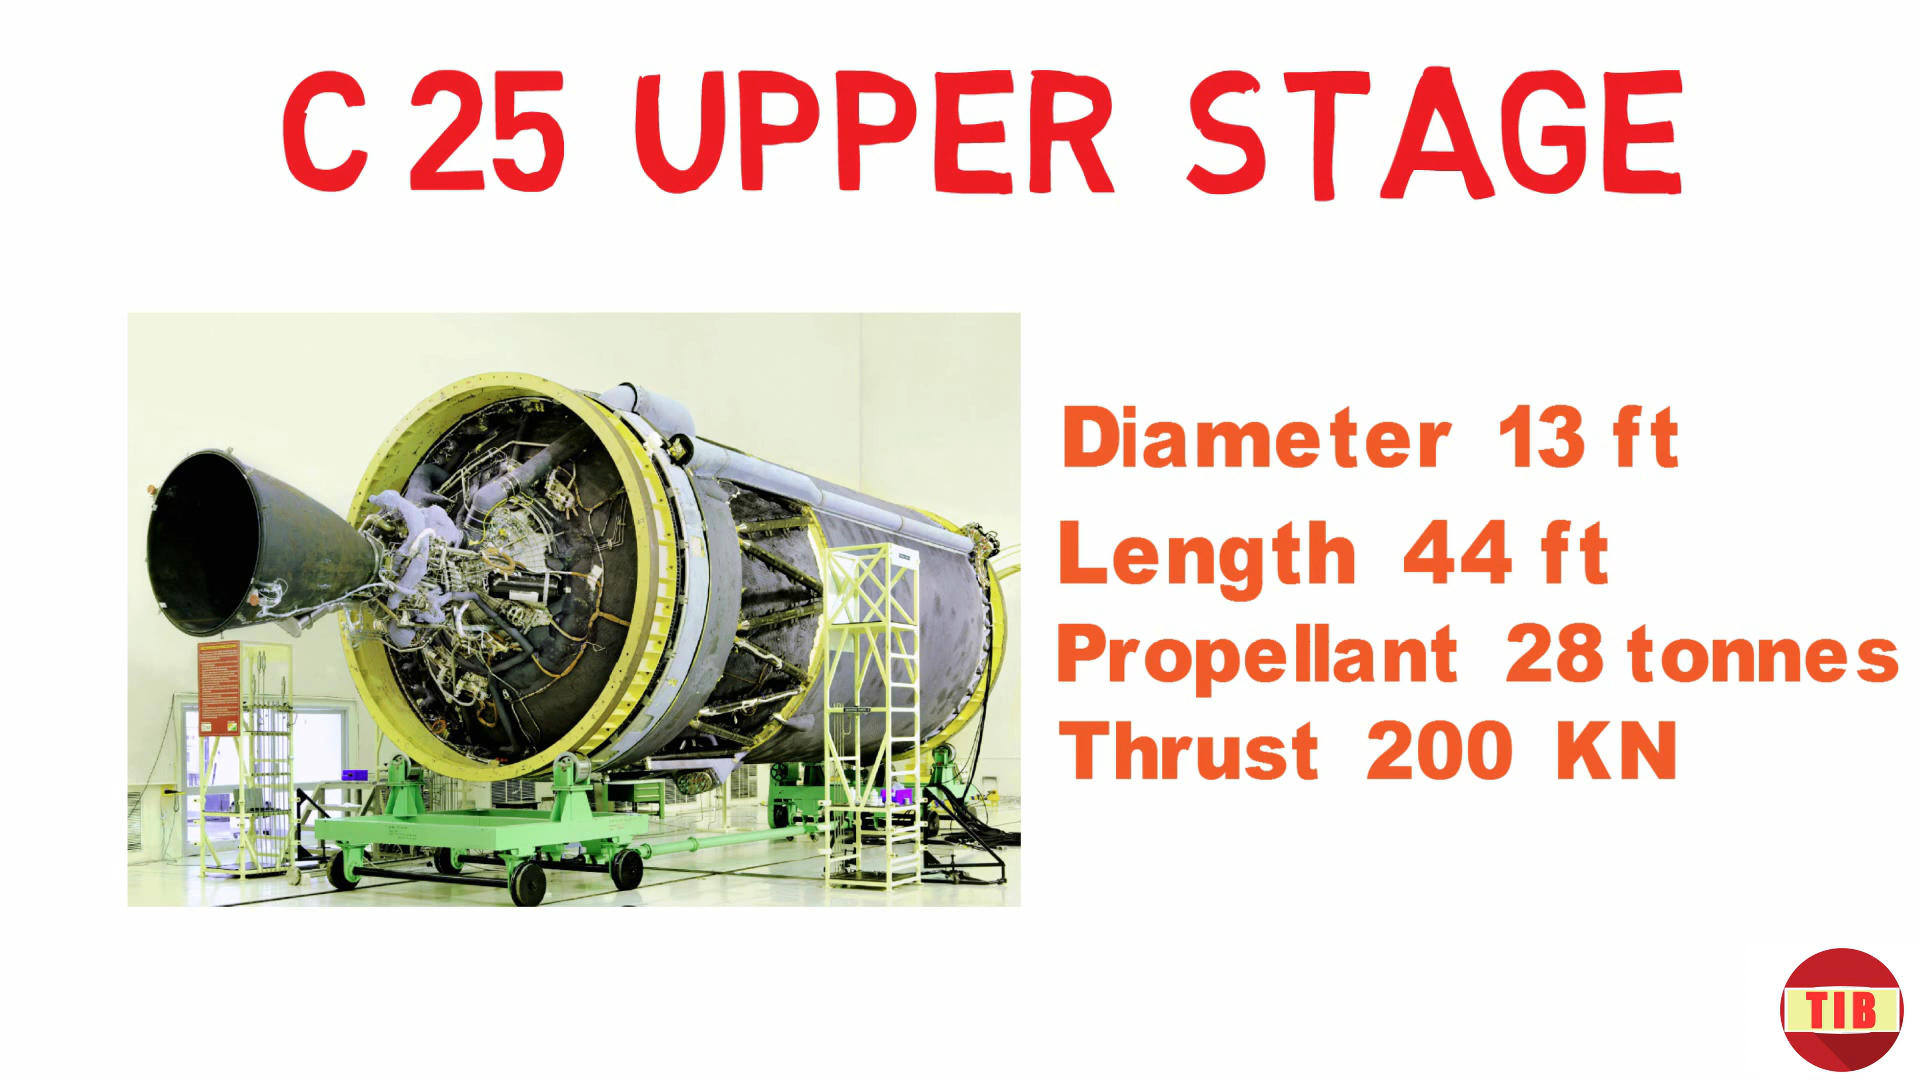 C 25 UPPER STAGE
Diameter 13 ft
Length 44 ft
Propellant 28 tonnes
Thrust 200 KN
TIB